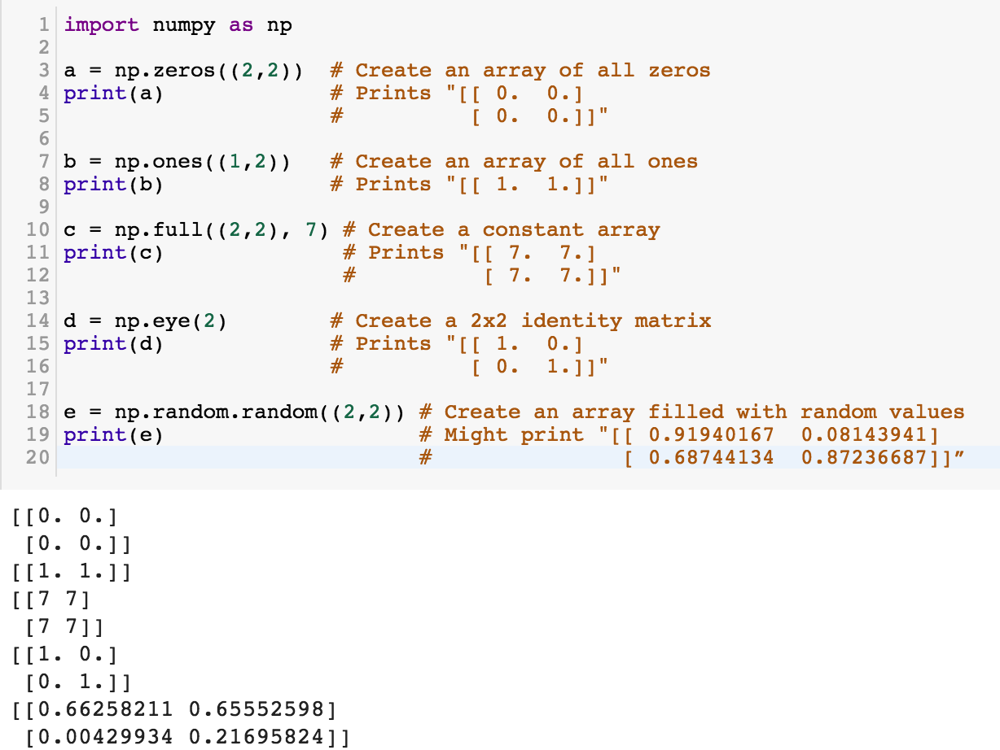 1 import numpy as np
2
3 a = np.zeros((2,2))  # Create an array of all zeros
4 print(a)             # Prints "[[ 0.  0.]
5                      #          [ 0.  0.]]"
6
7 b = np.ones((1,2))   # Create an array of all ones
8 print(b)             # Prints "[[ 1.  1.]]"
9
10 c = np.full((2,2), 7) # Create a constant array
11 print(c)              # Prints "[[ 7.  7.]
12                       #          [ 7.  7.]]"
13
14 d = np.eye(2)        # Create a 2x2 identity matrix
15 print(d)             # Prints "[[ 1.  0.]
16                      #          [ 0.  1.]]"
17
18 e = np.random.random((2,2)) # Create an array filled with random values
19 print(e)                    # Might print "[[ 0.91940167  0.08143941]
20                             #               [ 0.68744134  0.87236687]]”
[[0. 0.]
 [0. 0.]]
[[1. 1.]]
[[7 7]
 [7 7]]
[[1. 0.]
 [0. 1.]]
[[0.66258211 0.65552598]
 [0.00429934 0.21695824]]